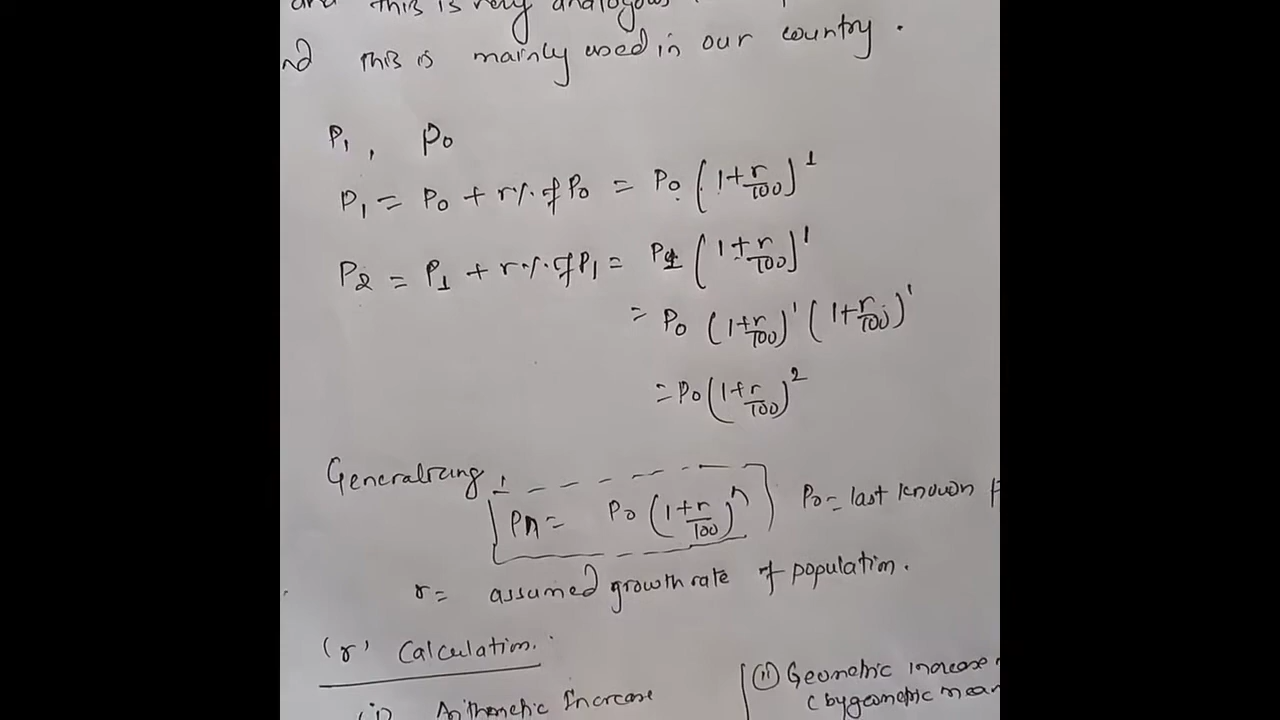 and this is very analogous
this is mainly used in our country.
P1, P0
P1 = P0 + r% of P0 = P0 (1+r/100)^1
P2 = P1 + r% of P1 = P1 (1+r/100)^1
= P0 (1+r/100)^1 (1+r/100)^1
= P0 (1+r/100)^2
Generalizing
Pn = P0 (1+r/100)^n P0 = last known
r = assumed growth rate of population.
'r' Calculation.
(i) Arithmetic Increase
(ii) Geometric increase
(by geometric mean